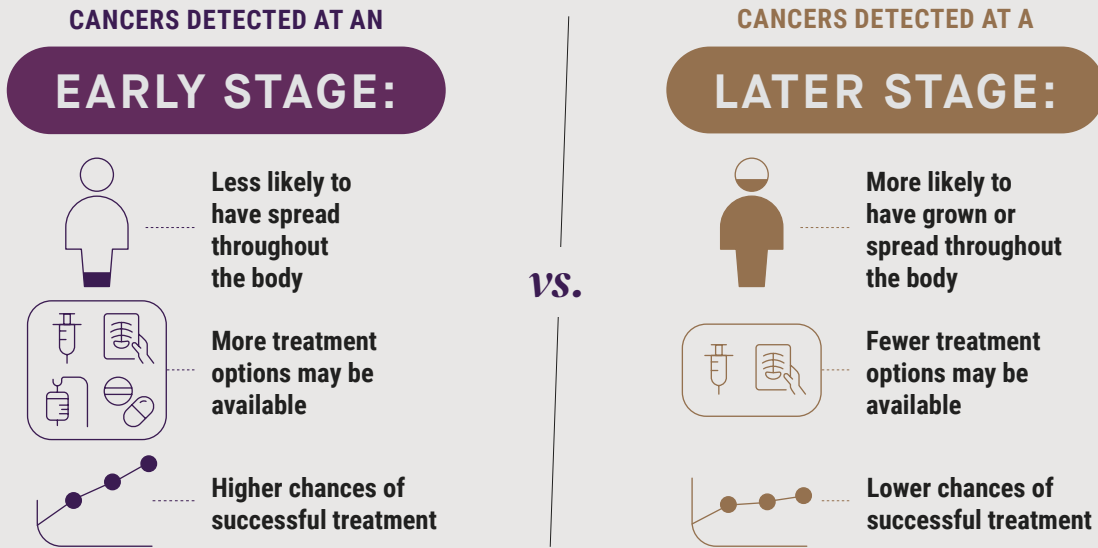 CANCERS DETECTED AT AN
EARLY STAGE:
Less likely to
have spread
throughout
the body
More treatment
options may be
available
Higher chances of
successful treatment
vs.
CANCERS DETECTED AT A
LATER STAGE:
More likely to
have grown or
spread throughout
the body
Fewer treatment
options may be
available
Lower chances of
successful treatment